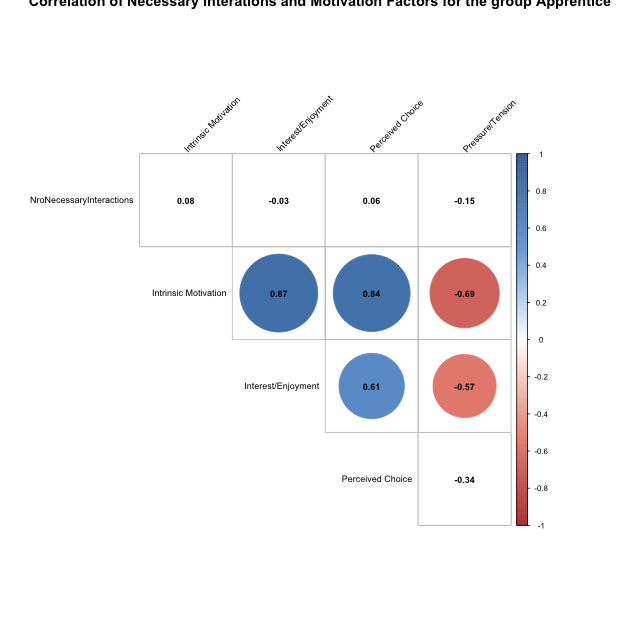 Correlation of Necessary Interations and Motivation Factors for the group Apprentice
Intrinsic Motivation
Interest/Enjoyment
Perceived Choice
Pressure/Tension
NroNecessaryInteractions 0.08 -0.03 0.06 -0.15
Intrinsic Motivation 0.87 0.84 -0.69
Interest/Enjoyment 0.61 -0.57
Perceived Choice -0.34
1
0.8
0.6
0.4
0.2
0
-0.2
-0.4
-0.6
-0.8
-1